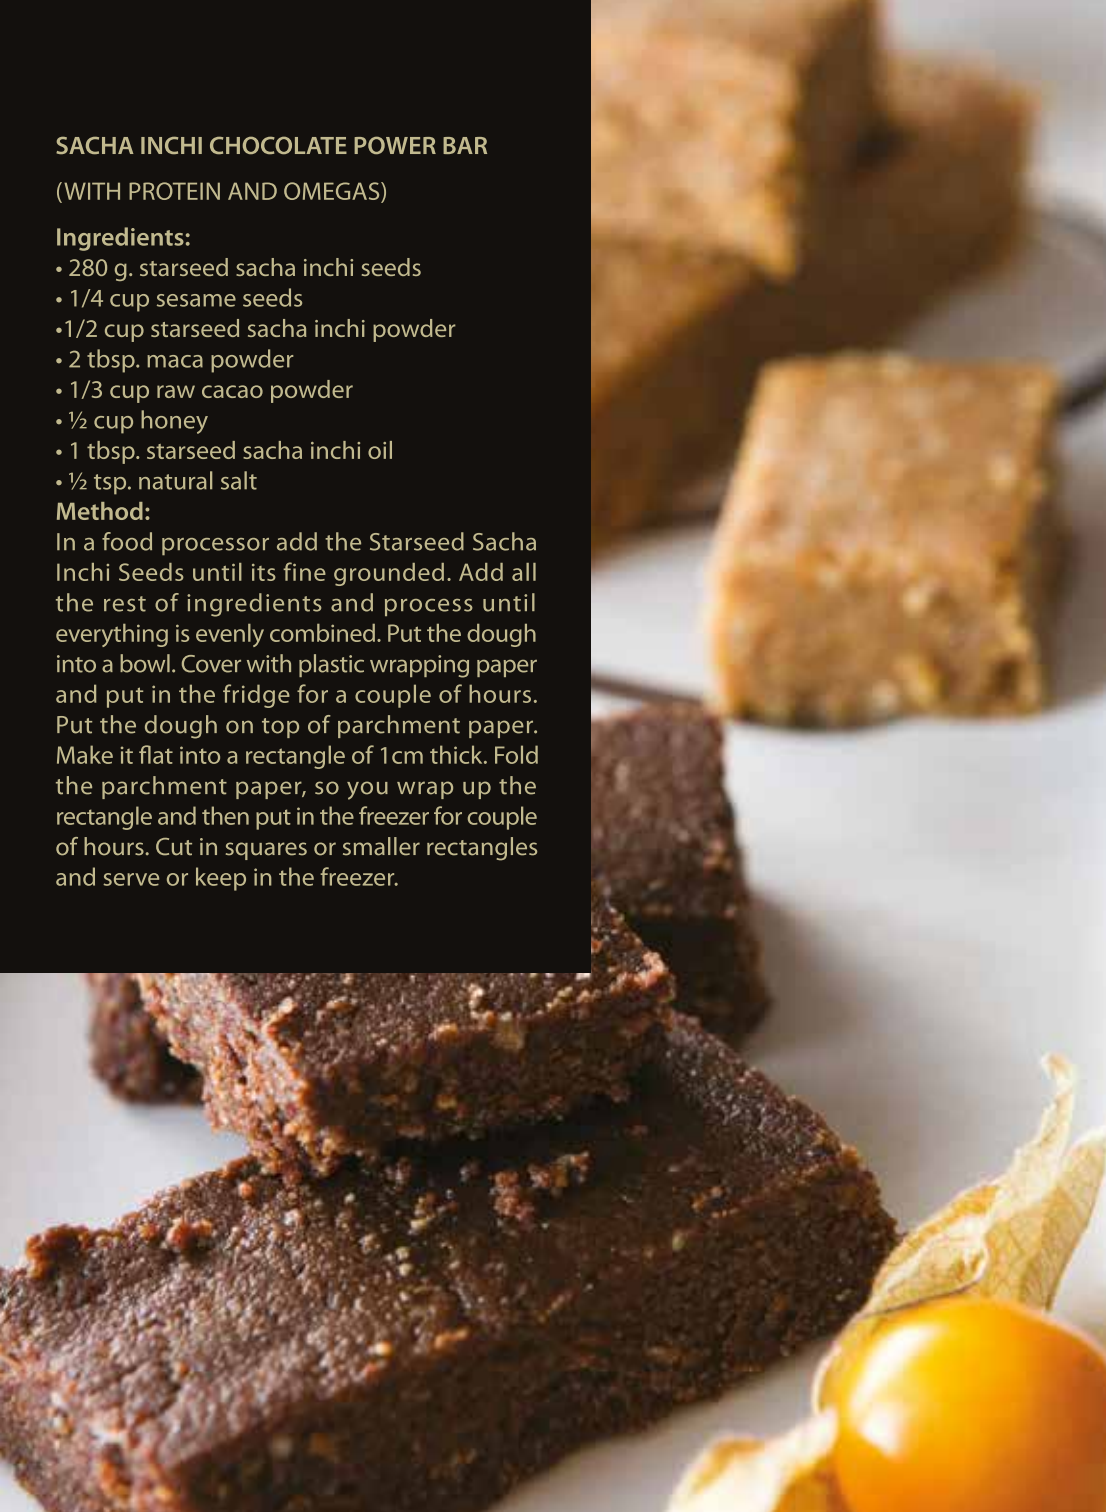 SACHA INCHI CHOCOLATE POWER BAR
(WITH PROTEIN AND OMEGAS)
Ingredients:
• 280 g. starseed sacha inchi seeds
• 1/4 cup sesame seeds
•1/2 cup starseed sacha inchi powder
• 2 tbsp. maca powder
• 1/3 cup raw cacao powder
• ½ cup honey
• 1 tbsp. starseed sacha inchi oil
• ½ tsp. natural salt
Method:
In a food processor add the Starseed Sacha
Inchi Seeds until its fine grounded. Add all
the rest of ingredients and process until
everything is evenly combined. Put the dough
into a bowl. Cover with plastic wrapping paper
and put in the fridge for a couple of hours.
Put the dough on top of parchment paper.
Make it flat into a rectangle of 1cm thick. Fold
the parchment paper, so you wrap up the
rectangle and then put in the freezer for couple
of hours. Cut in squares or smaller rectangles
and serve or keep in the freezer.